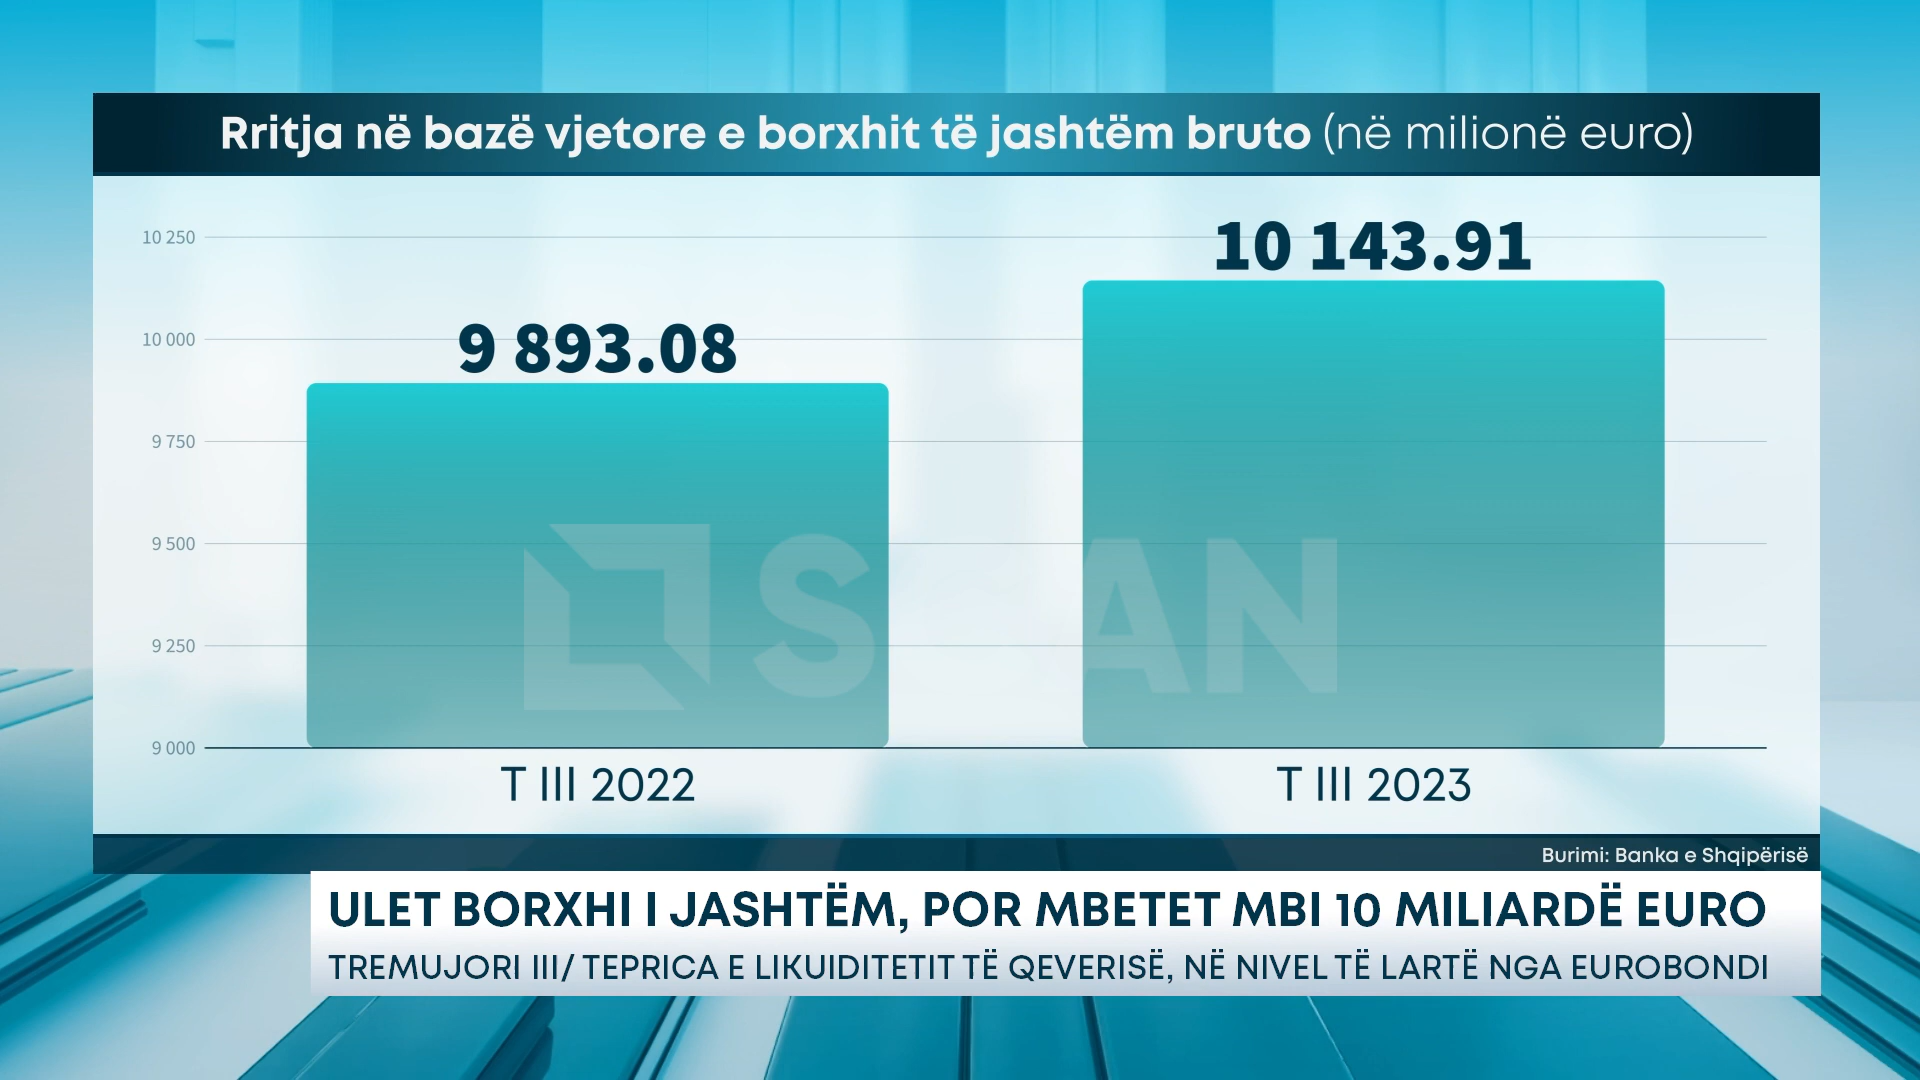 Rritja në bazë vjetore e borxhit të jashtëm bruto (në milionë euro)
10 250
10 000
9 750
9 500
9 250
9 000
9 893.08
10 143.91
SCAN
T III 2022
T III 2023
Burimi: Banka e Shqipërisë
ULET BORXHI I JASHTËM, POR MBETET MBI 10 MILIARDË EURO
TREMUJORI III/ TEPRICA E LIKUIDITETIT TË QEVERISË, NË NIVEL TË LARTË NGA EUROBONDI